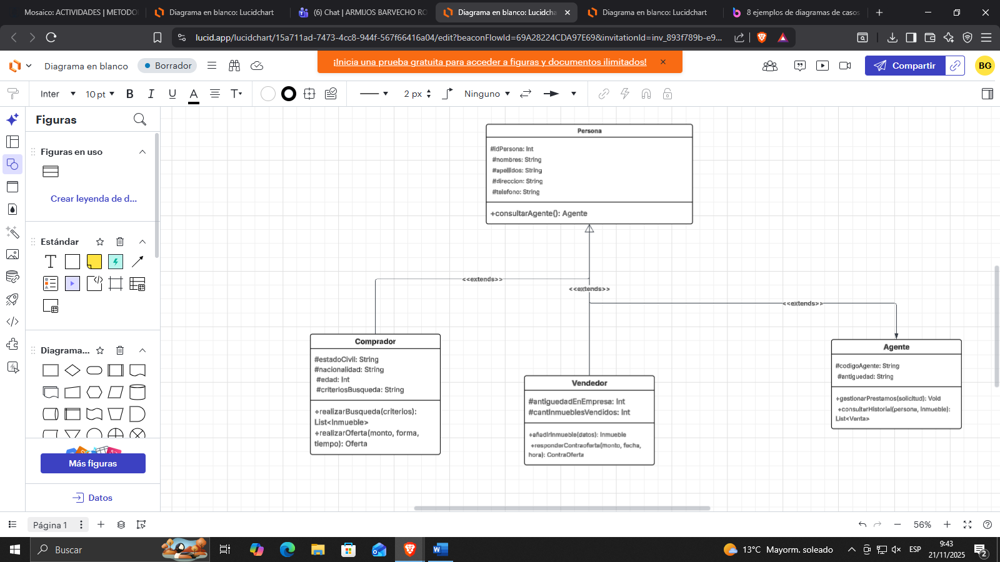 Mosaico: ACTIVIDADES | METODO
Diagrama en blanco: Lucidchart
(6) Chat | ARMIJOS BARVECHO RO
Diagrama en blanco: Lucidcha
Diagrama en blanco: Lucidchart
8 ejemplos de diagramas de casos
lucid.app/lucidchart/15a711ad-7473-4cc8-944f-567f66416a04/edit?beaconFlowId=69A28224CDA97E69&invitationId=inv_893f789b-e9...
Diagrama en blanco
Borrador
¡Inicia una prueba gratuita para acceder a figuras y documentos ilimitados!
Compartir
BG
Inter
10 pt
B
I
U
A
T
2 px
Ninguno
Figuras
Figuras en uso
Crear leyenda de d...
Estándar
Diagrama...
Más figuras
Datos
Persona
#idPersona: Int
#nombres: String
#apellidos: String
#direccion: String
#telefono: String
+consultarAgente(): Agente
<<extends>>
<<extends>>
<<extends>>
Comprador
#estadoCivil: String
#nacionalidad: String
#edad: Int
#criteriosBusqueda: String
+realizarBusqueda(criterios):
List<Inmueble>
+realizarOferta(monto, forma,
tiempo): Oferta
Vendedor
#antiguedadEnEmpresa: Int
#cantInmueblesVendidos: Int
+añadirInmueble(datos): Inmueble
+responderContraoferta(monto, fecha,
hora): ContraOferta
Agente
#codigoAgente: String
#antiguedad: String
+gestionarPrestamos(solicitud): Void
+consultarHistorial(persona, inmueble):
List<Venta>
Página 1
56%
Buscar
13°C Mayorm. soleado
ESP
9:43
21/11/2025
2